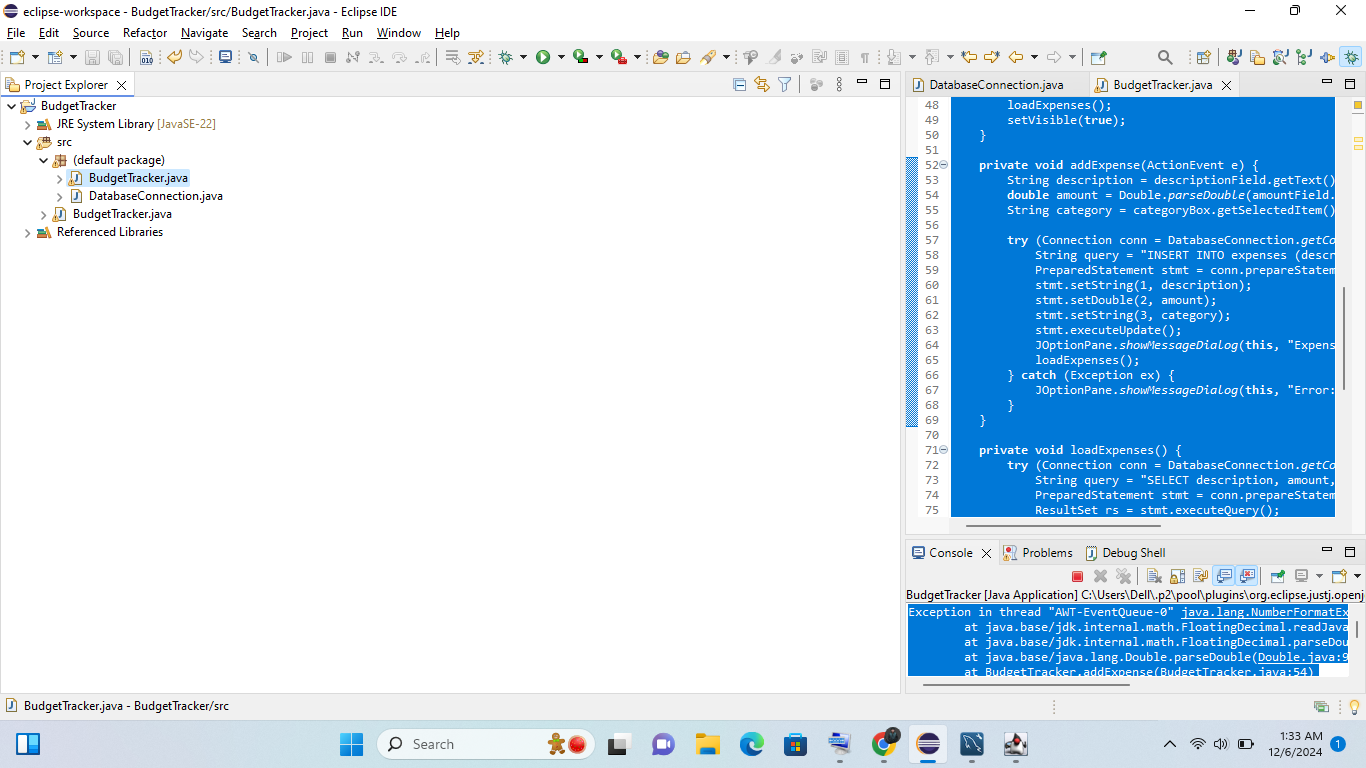 eclipse-workspace - BudgetTracker/src/BudgetTracker.java - Eclipse IDE
File Edit Source Refactor Navigate Search Project Run Window Help
Project Explorer
BudgetTracker
JRE System Library [JavaSE-22]
src
(default package)
BudgetTracker.java
DatabaseConnection.java
BudgetTracker.java
Referenced Libraries
DatabaseConnection.java BudgetTracker.java
48 loadExpenses();
49 setVisible(true);
50 }
51
52 private void addExpense(ActionEvent e) {
53 String description = descriptionField.getText()
54 double amount = Double.parseDouble(amountField.
55 String category = categoryBox.getSelectedItem()
56
57 try (Connection conn = DatabaseConnection.getCo
58 String query = "INSERT INTO expenses (descr
59 PreparedStatement stmt = conn.prepareStatem
60 stmt.setString(1, description);
61 stmt.setDouble(2, amount);
62 stmt.setString(3, category);
63 stmt.executeUpdate();
64 JOptionPane.showMessageDialog(this, "Expens
65 loadExpenses();
66 } catch (Exception ex) {
67 JOptionPane.showMessageDialog(this, "Error:
68 }
69 }
70
71 private void loadExpenses() {
72 try (Connection conn = DatabaseConnection.getCo
73 String query = "SELECT description, amount,
74 PreparedStatement stmt = conn.prepareStatem
75 ResultSet rs = stmt.executeQuery();
Console Problems Debug Shell
BudgetTracker [Java Application] C:\Users\Dell\.p2\pool\plugins\org.eclipse.justj.openj
Exception in thread "AWT-EventQueue-0" java.lang.NumberFormatEx
at java.base/jdk.internal.math.FloatingDecimal.readJava
at java.base/jdk.internal.math.FloatingDecimal.parseDou
at java.base/java.lang.Double.parseDouble(Double.java:9
at BudgetTracker.addExpense(BudgetTracker.java:54)
BudgetTracker.java - BudgetTracker/src
Search
1:33 AM
12/6/2024
1